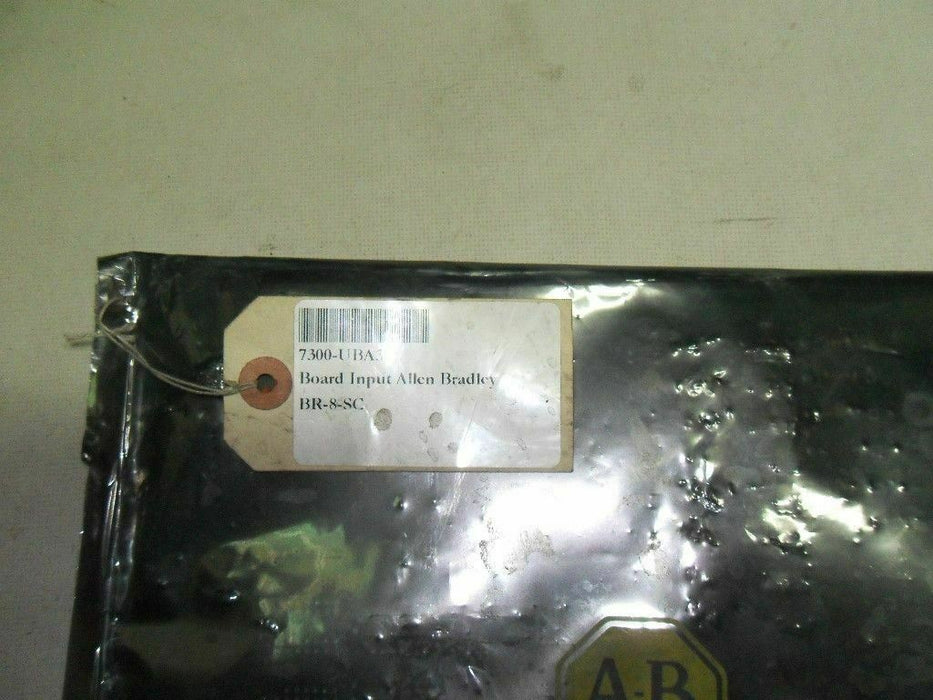 7300-UBA3
Board Input Allen Bradley
BR-8-SC
A-B